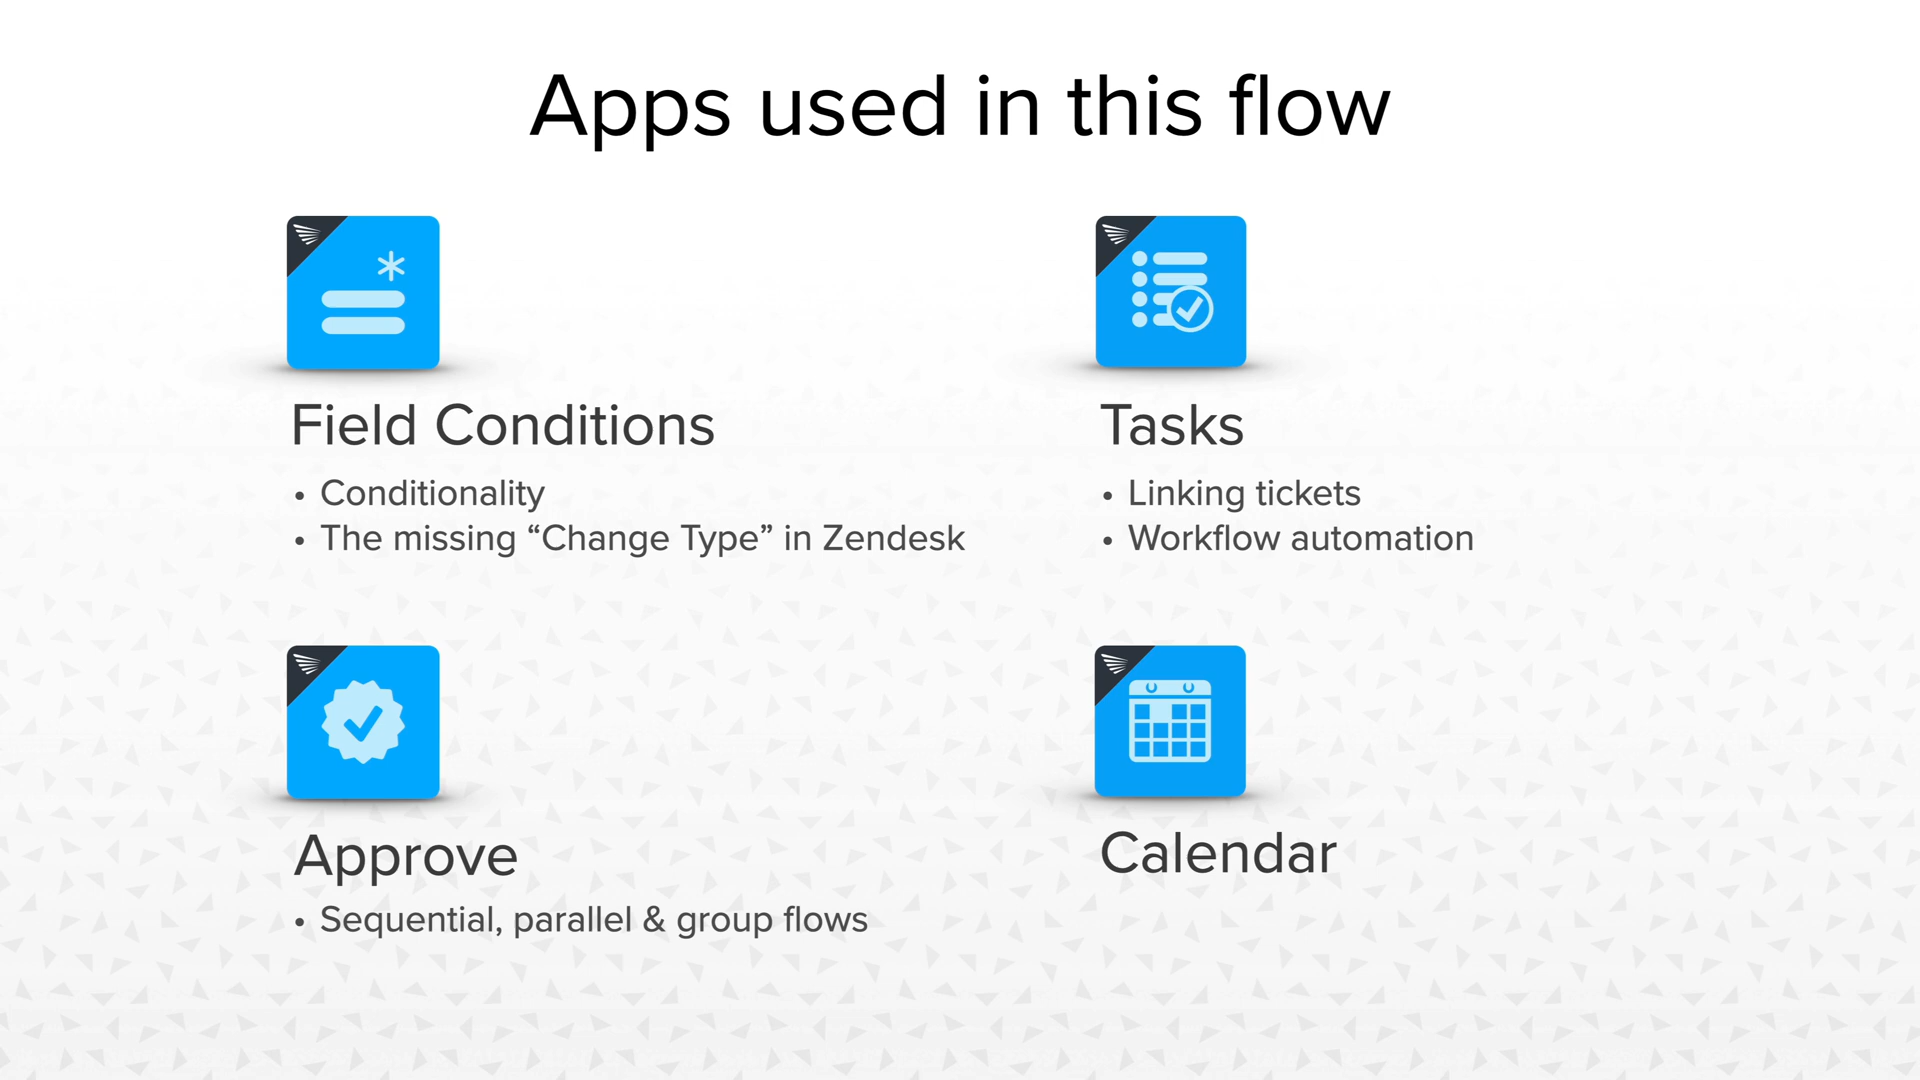 Apps used in this flow
Field Conditions
• Conditionality
• The missing “Change Type” in Zendesk
Tasks
• Linking tickets
• Workflow automation
Approve
• Sequential, parallel & group flows
Calendar